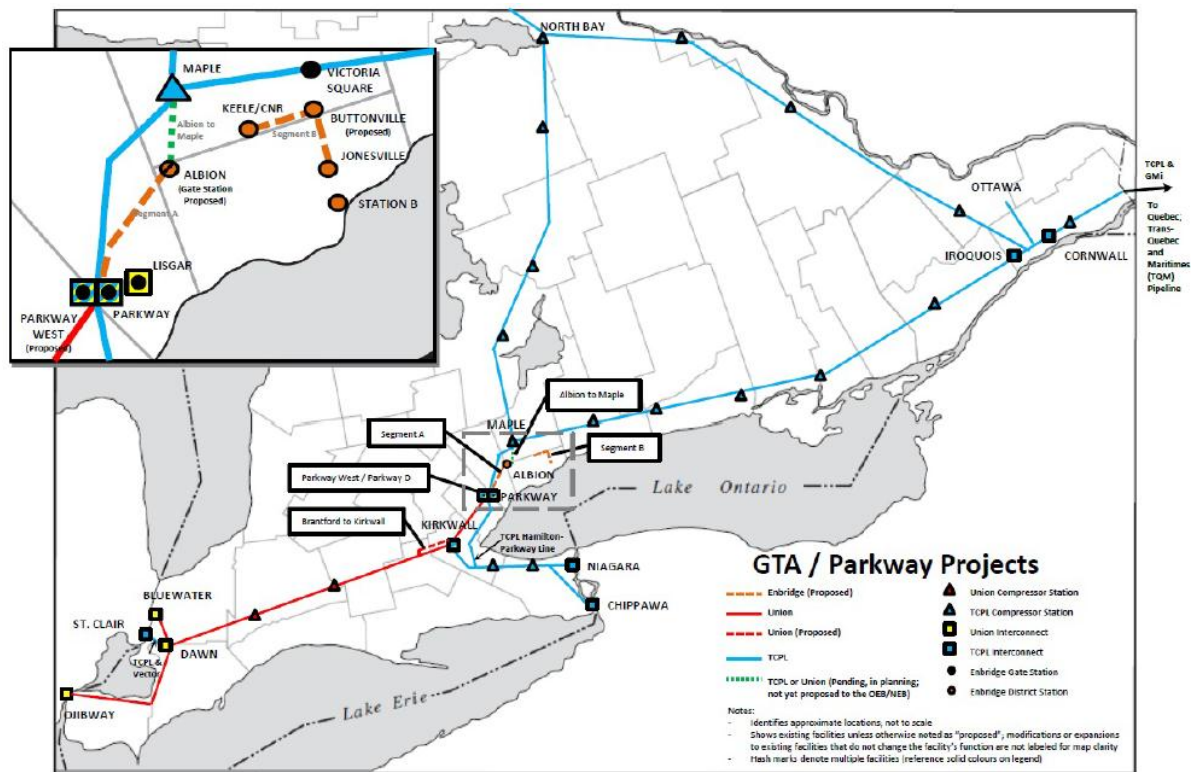 MAPLE
VICTORIA
SQUARE
KEELE/CNR
BUTTONVILLE
(Proposed)
Albion to
Maple
Segment B
JONESVILLE
ALBION
(Gate Station
Proposed)
Segment A
STATION B
LISGAR
PARKWAY
PARKWAY
WEST
(Proposed)
NORTH BAY
TCPL &
GMi
To
Quebec,
Trans-
Quebec
and
Maritimes
(TQM)
Pipeline
OTTAWA
IROQUOIS
CORNWALL
Albion to Maple
MAPLE
Segment A
Segment B
ALBION
Parkway West / Parkway D
PARKWAY
Lake Ontario
Brantford to Kirkwall
KIRKWALL
TCPL Hamilton-
Parkway Line
NIAGARA
CHIPPAWA
BLUEWATER
ST. CLAIR
DAWN
TCPL &
Vector
OJIBWAY
Lake Erie
GTA / Parkway Projects
Enbridge (Proposed)
Union
Union (Proposed)
TCPL
TCPL or Union (Pending, in planning;
not yet proposed to the OEB/NEB)
Union Compressor Station
TCPL Compressor Station
Union Interconnect
TCPL Interconnect
Enbridge Gate Station
Enbridge District Station
Notes:
- Identifies approximate locations, not to scale
- Shows existing facilities unless otherwise noted as "proposed", modifications or expansions
to existing facilities that do not change the facility's function are not labeled for map clarity
- Hash marks denote multiple facilities (reference solid colours on legend)